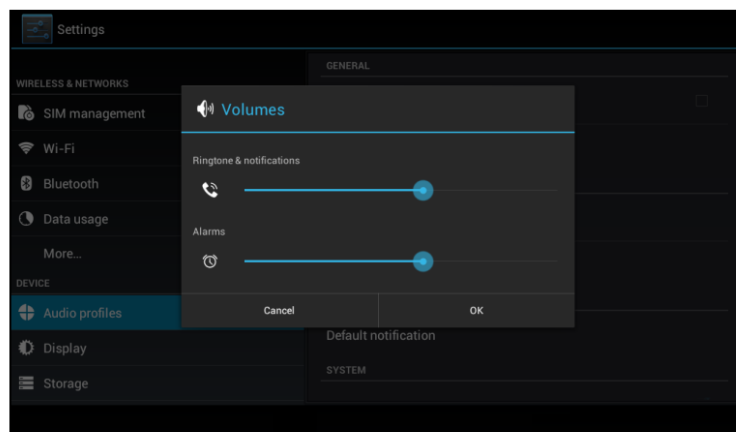 Settings
WIRELESS & NETWORKS
SIM management
Wi-Fi
Bluetooth
Data usage
More...
DEVICE
Audio profiles
Display
Storage
GENERAL
Volumes
Ringtone & notifications
Alarms
Cancel
OK
Default notification
SYSTEM